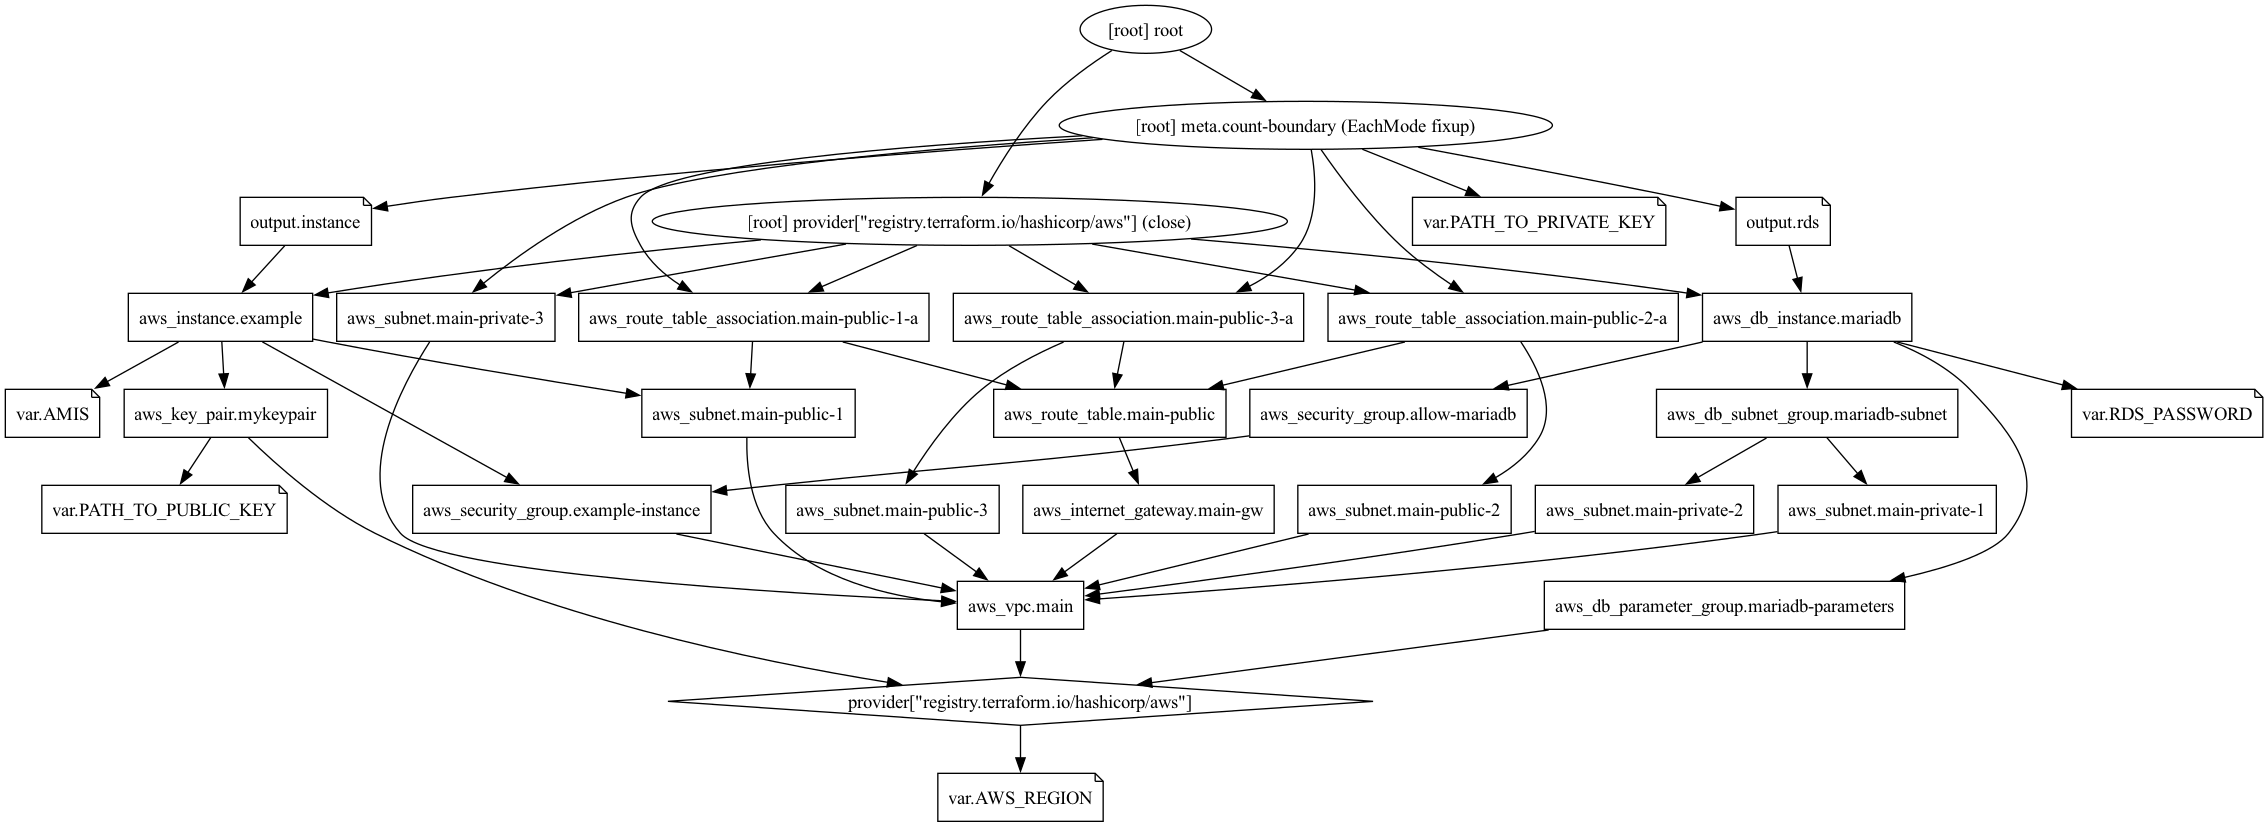 [root] root
[root] meta.count-boundary (EachMode fixup)
output.instance
[root] provider["registry.terraform.io/hashicorp/aws"] (close)
var.PATH_TO_PRIVATE_KEY
output.rds
aws_instance.example
aws_subnet.main-private-3
aws_route_table_association.main-public-1-a
aws_route_table_association.main-public-3-a
aws_route_table_association.main-public-2-a
aws_db_instance.mariadb
var.AMIS
aws_key_pair.mykeypair
aws_subnet.main-public-1
aws_route_table.main-public
aws_security_group.allow-mariadb
aws_db_subnet_group.mariadb-subnet
var.RDS_PASSWORD
var.PATH_TO_PUBLIC_KEY
aws_security_group.example-instance
aws_subnet.main-public-3
aws_internet_gateway.main-gw
aws_subnet.main-public-2
aws_subnet.main-private-2
aws_subnet.main-private-1
aws_vpc.main
aws_db_parameter_group.mariadb-parameters
provider["registry.terraform.io/hashicorp/aws"]
var.AWS_REGION